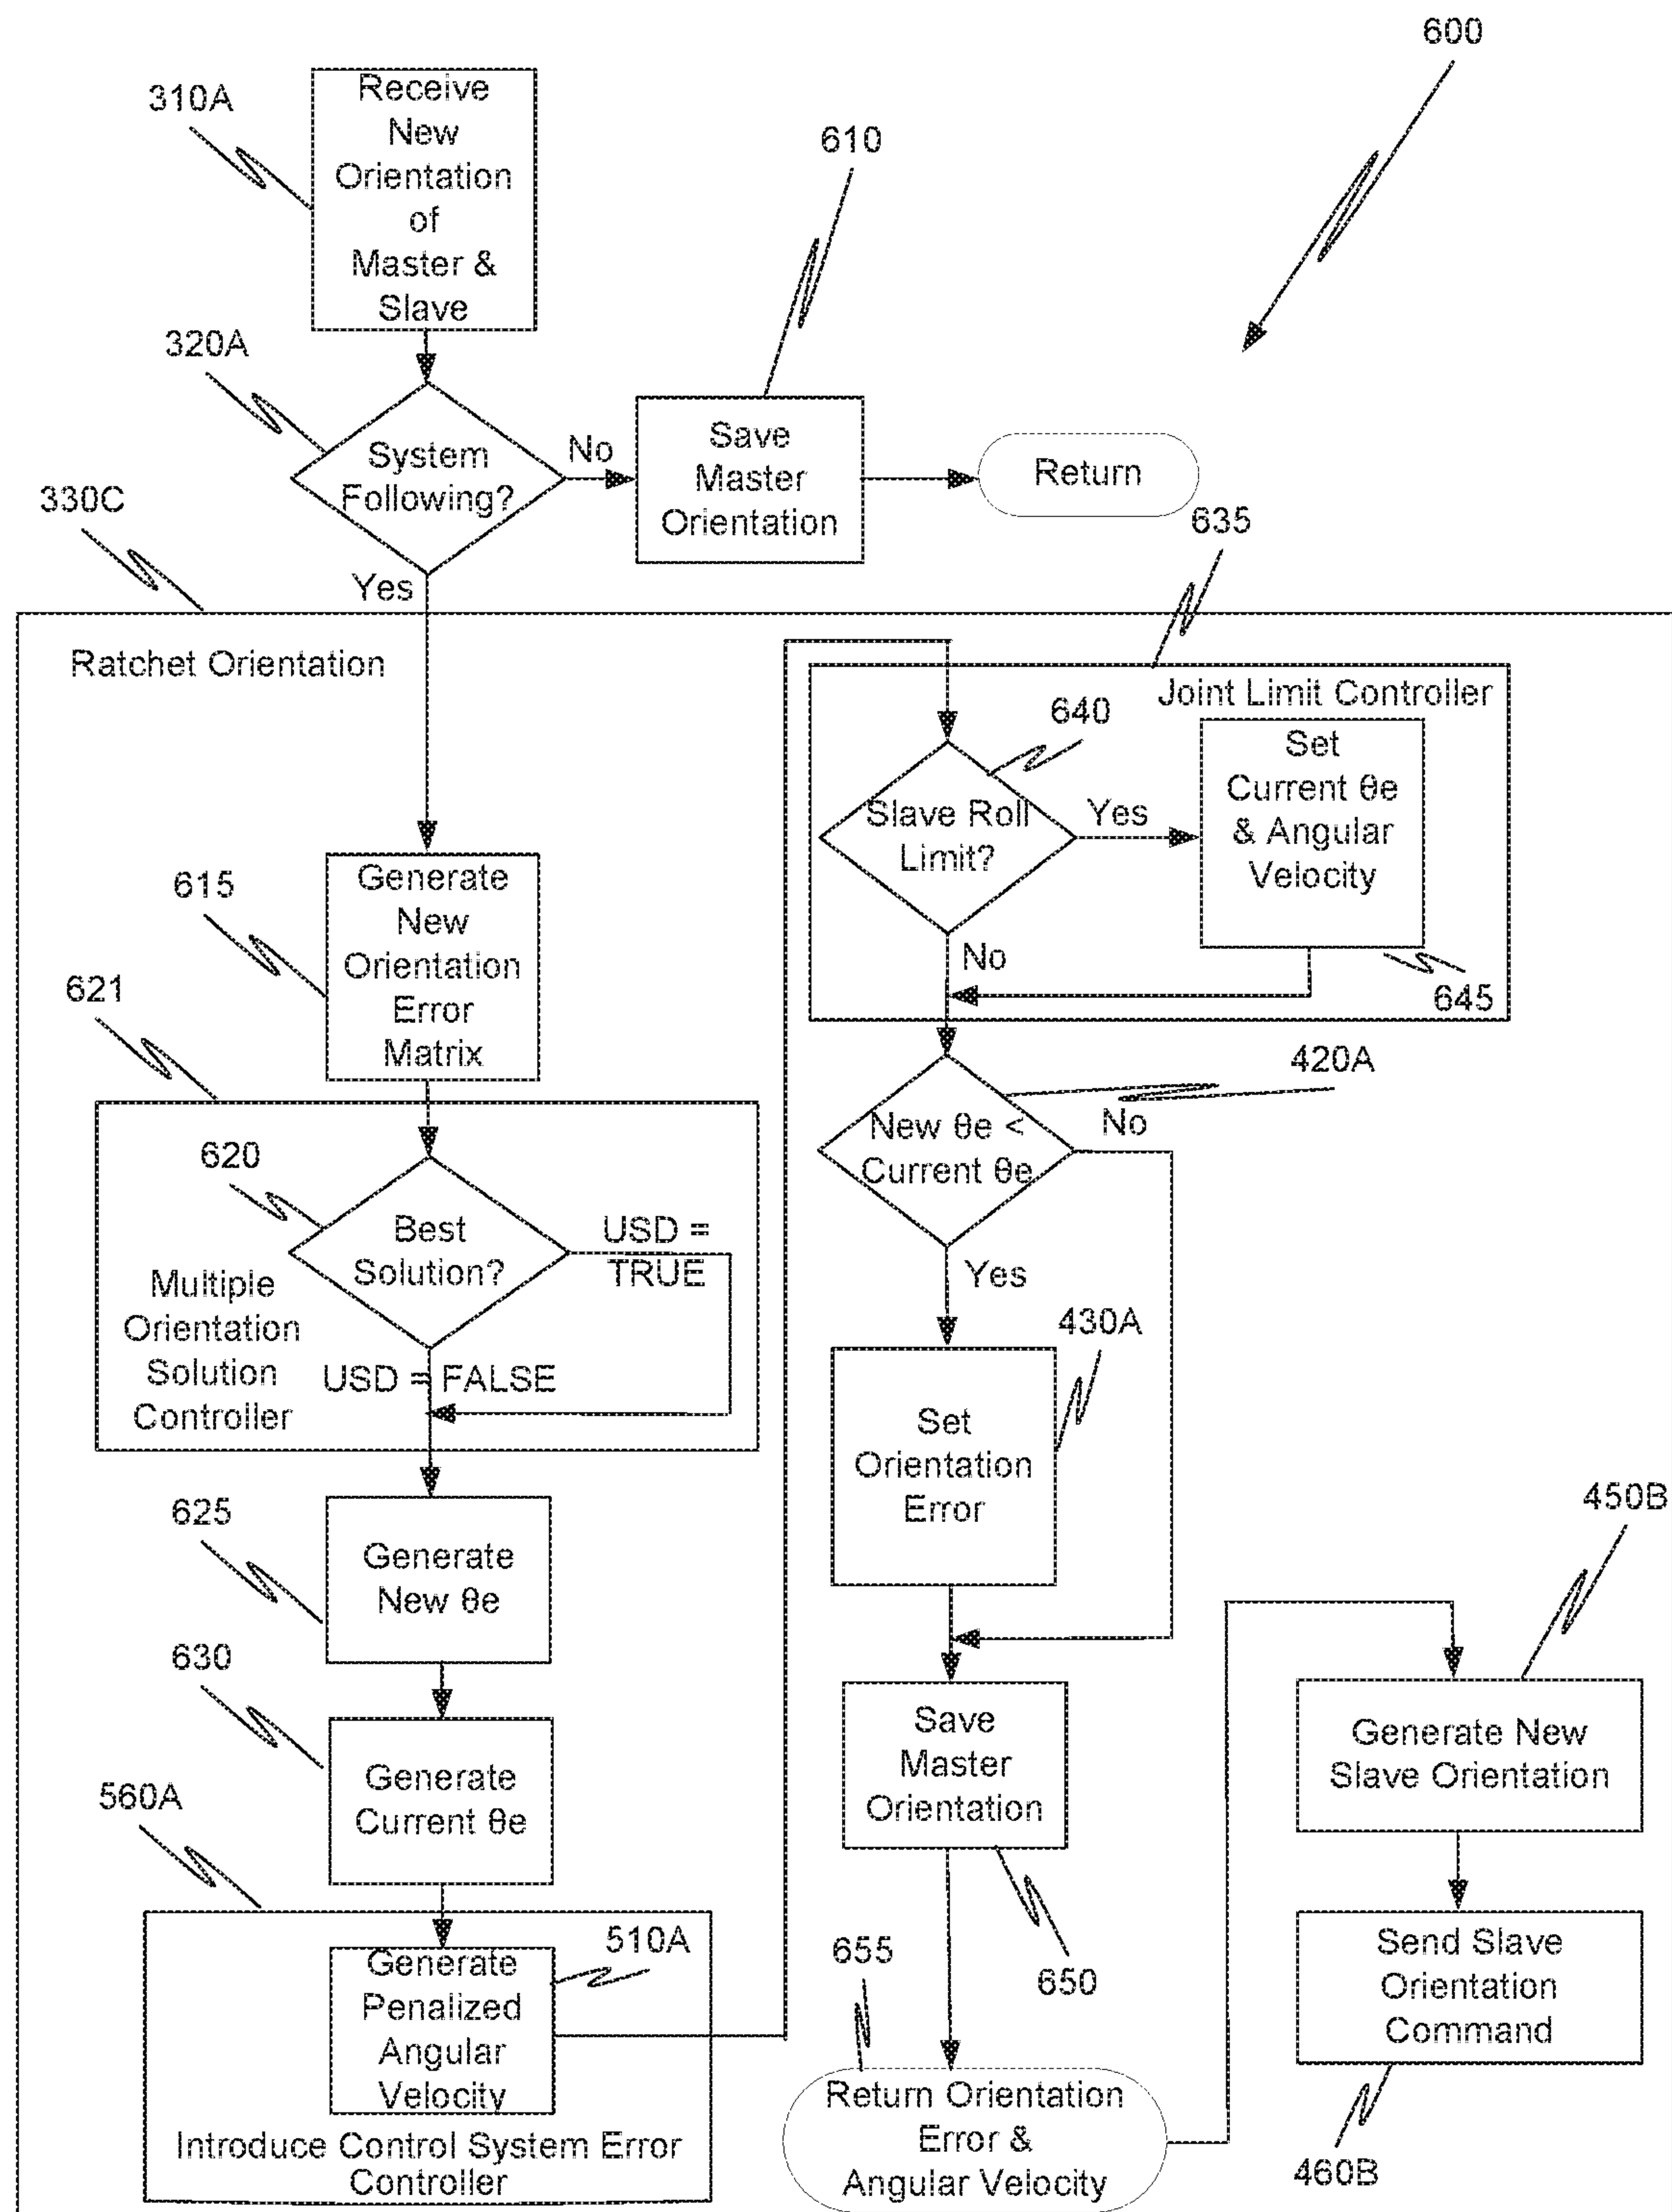 600
310A
Receive
New
Orientation
of
Master &
Slave
610
320A
System
Following?
No
Yes
Save
Master
Orientation
Return
330C
635
Ratchet Orientation
Joint Limit Controller
640
Slave Roll
Limit?
Yes
No
Set
Current θe
& Angular
Velocity
645
615
Generate
New
Orientation
Error
Matrix
621
620
Best
Solution?
USD =
TRUE
USD = FALSE
Multiple
Orientation
Solution
Controller
625
Generate
New θe
630
Generate
Current θe
560A
510A
Generate
Penalized
Angular
Velocity
Introduce Control System Error
Controller
420A
New θe <
Current θe
No
Yes
430A
Set
Orientation
Error
Save
Master
Orientation
650
655
Return Orientation
Error &
Angular Velocity
450B
Generate New
Slave Orientation
Send Slave
Orientation
Command
460B